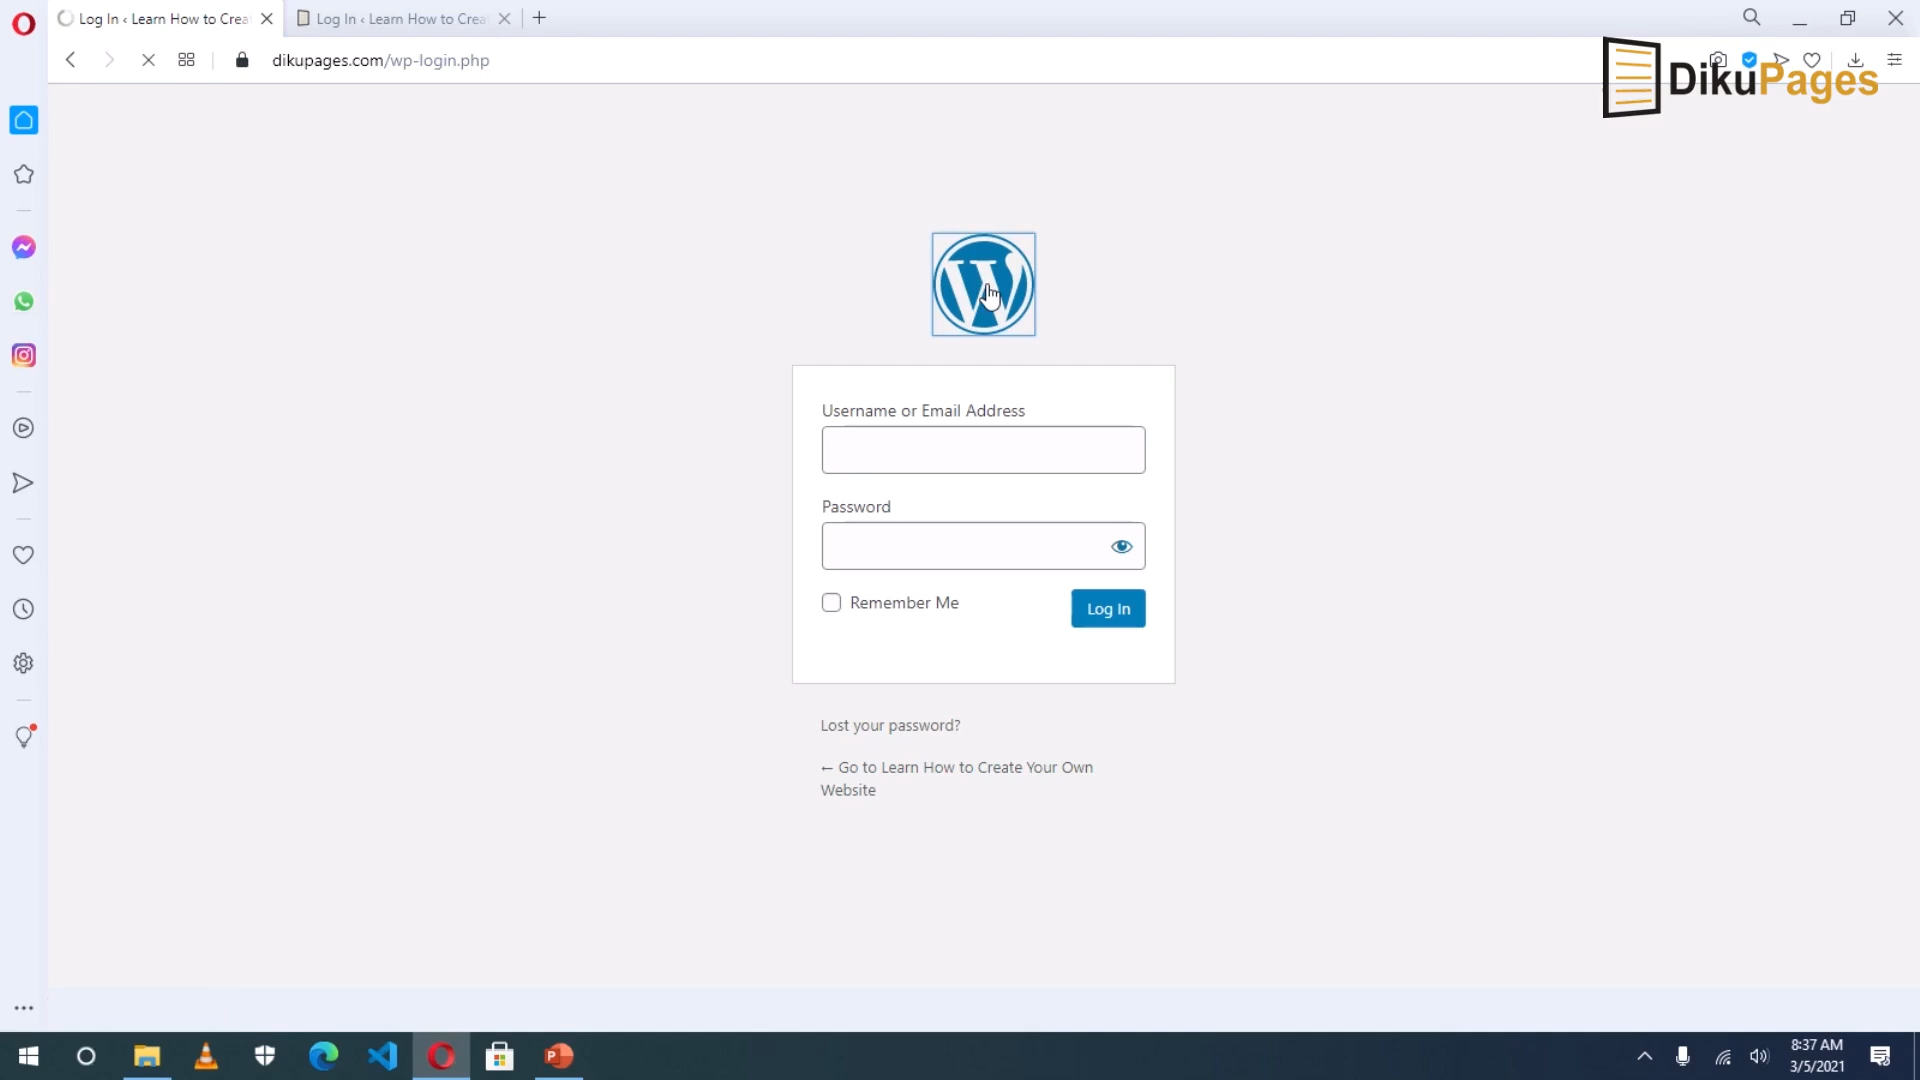 Log In ‹ Learn How to Crea
Log In ‹ Learn How to Crea
dikupages.com/wp-login.php
DikuPages
Username or Email Address
Password
Remember Me
Log In
Lost your password?
← Go to Learn How to Create Your Own
Website
8:37 AM
3/5/2021